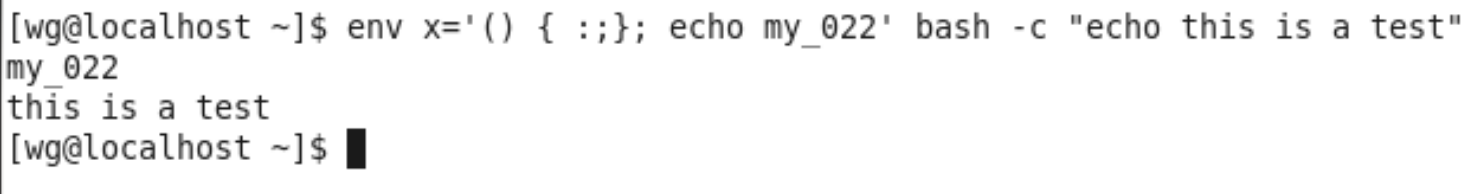 [wg@localhost ~]$ env x='() { :;}; echo my_022' bash -c "echo this is a test"
my_022
this is a test
[wg@localhost ~]$